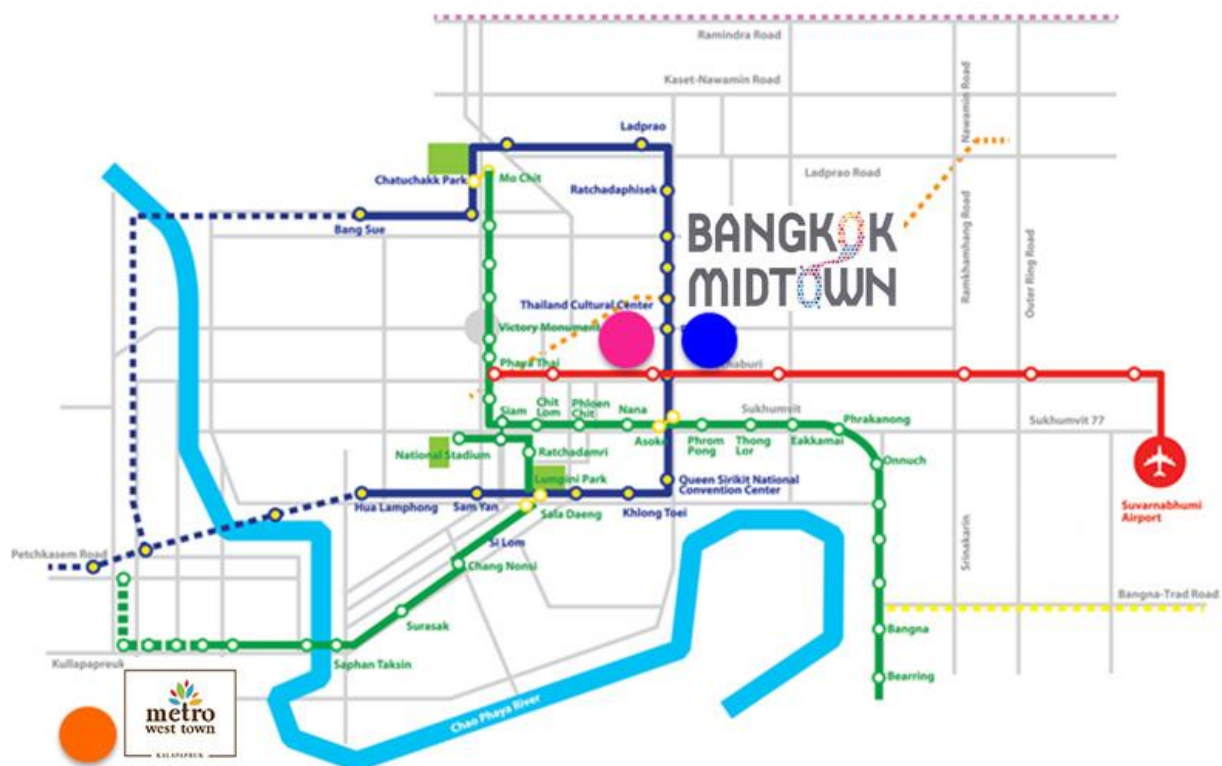 Ramindra Road
Kaset-Nawamin Road
Nawamin Road
Ladprao
Ladprao Road
Chatuchakk Park
Mo Chit
Ratchadaphisek
Ramkhamhang Road
Outer Ring Road
Bang Sue
BANGKOK
MIDTOWN
Thailand Cultural Center
Victory Monument
Phaya Thai
Siam
Chit
Lom
Phloen
Chit
Nana
Asoke
Sukhumvit
Phrom
Pong
Thong
Lor
Eakkamai
Phrakanong
Sukhumvit 77
National Stadium
Ratchadamri
Onnuch
Lumpini Park
Queen Sirikit National
Convention Center
Suvarnabhumi
Airport
Hua Lamphong
Sam Yan
Sala Daeng
Khlong Toei
Si Lom
Petchkasem Road
Chang Nonsi
Srinakarin
Bangna-Trad Road
Surasak
Bangna
Kullapapreuk
Saphan Taksin
Bearring
Chao Phaya River
metro
west town
KALAPAPRUK